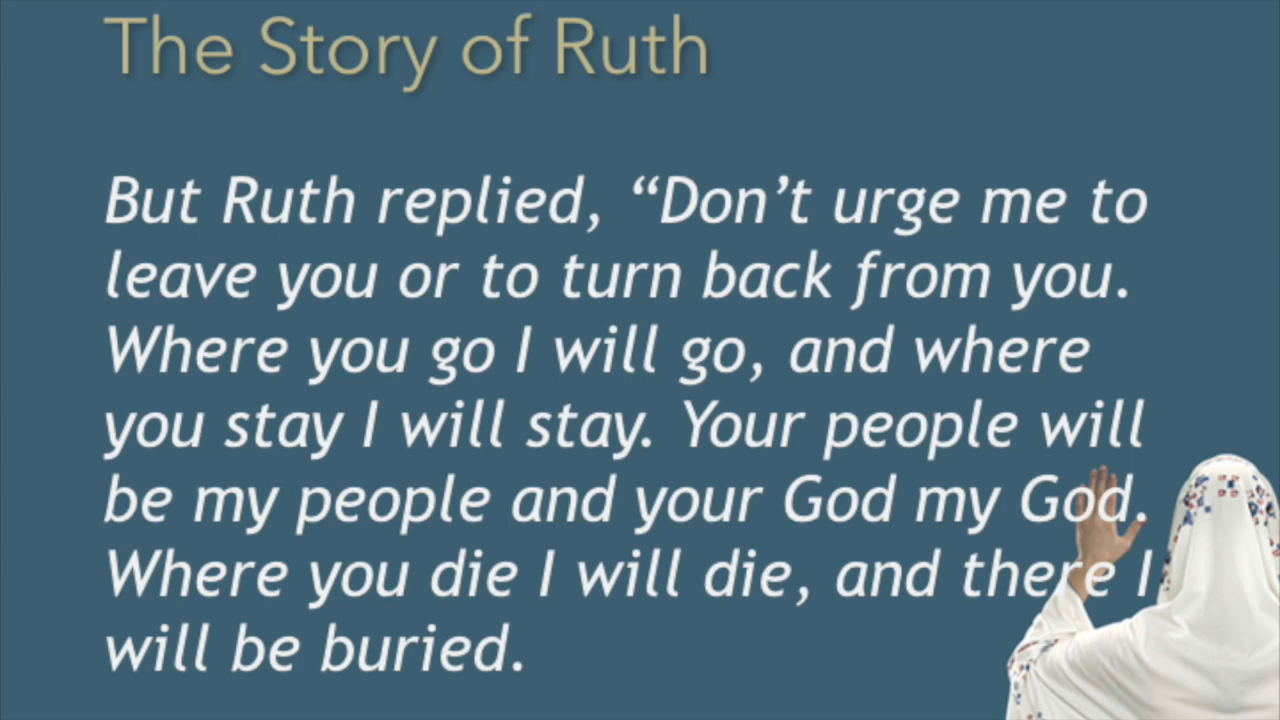 The Story of Ruth
But Ruth replied, “Don’t urge me to
leave you or to turn back from you.
Where you go I will go, and where
you stay I will stay. Your people will
be my people and your God my God.
Where you die I will die, and there I
will be buried.